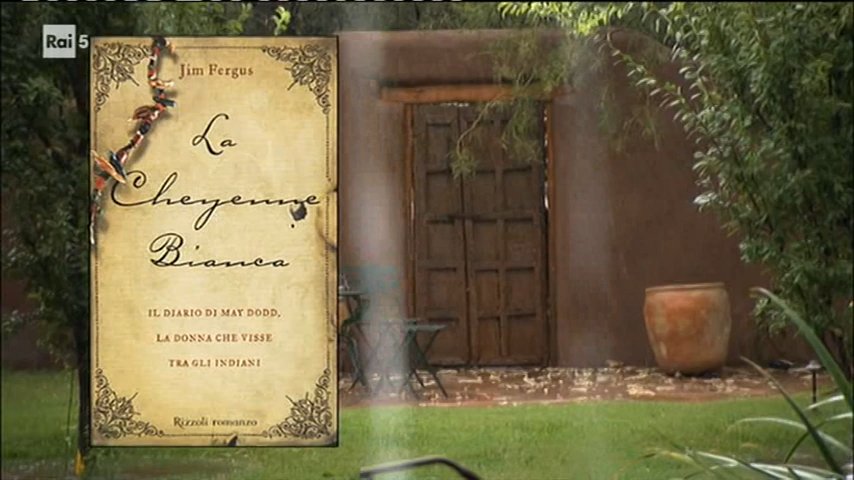 Rai 5
Jim Fergus
La
Cheyenne
Bianca
IL DIARIO DI MAY DODD,
LA DONNA CHE VISSE
TRA GLI INDIANI
Rizzoli romanzo